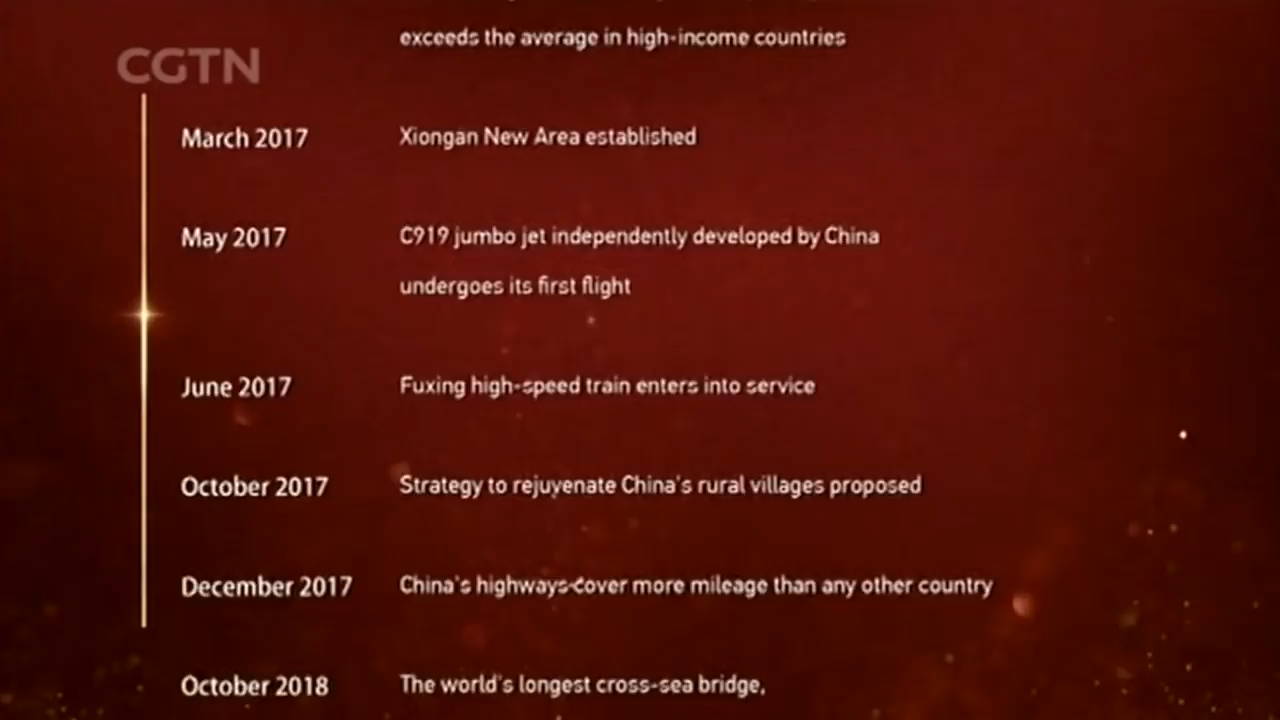 exceeds the average in high-income countries
CGTN
March 2017 Xiongan New Area established
May 2017 C919 jumbo jet independently developed by China
undergoes its first flight
June 2017 Fuxing high-speed train enters into service
October 2017 Strategy to rejuvenate China's rural villages proposed
December 2017 China's highways cover more mileage than any other country
October 2018 The world's longest cross-sea bridge,